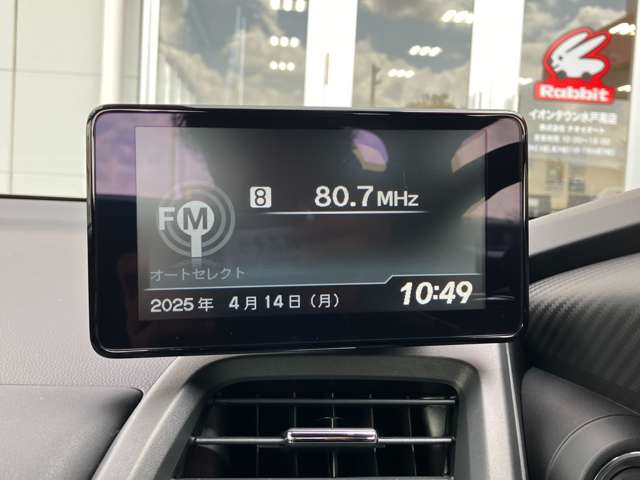 Rabbit
イオンタウン水戸南店
8 80.7MHz
FM
オートセレクト
2025年 4月14日(月) 10:49